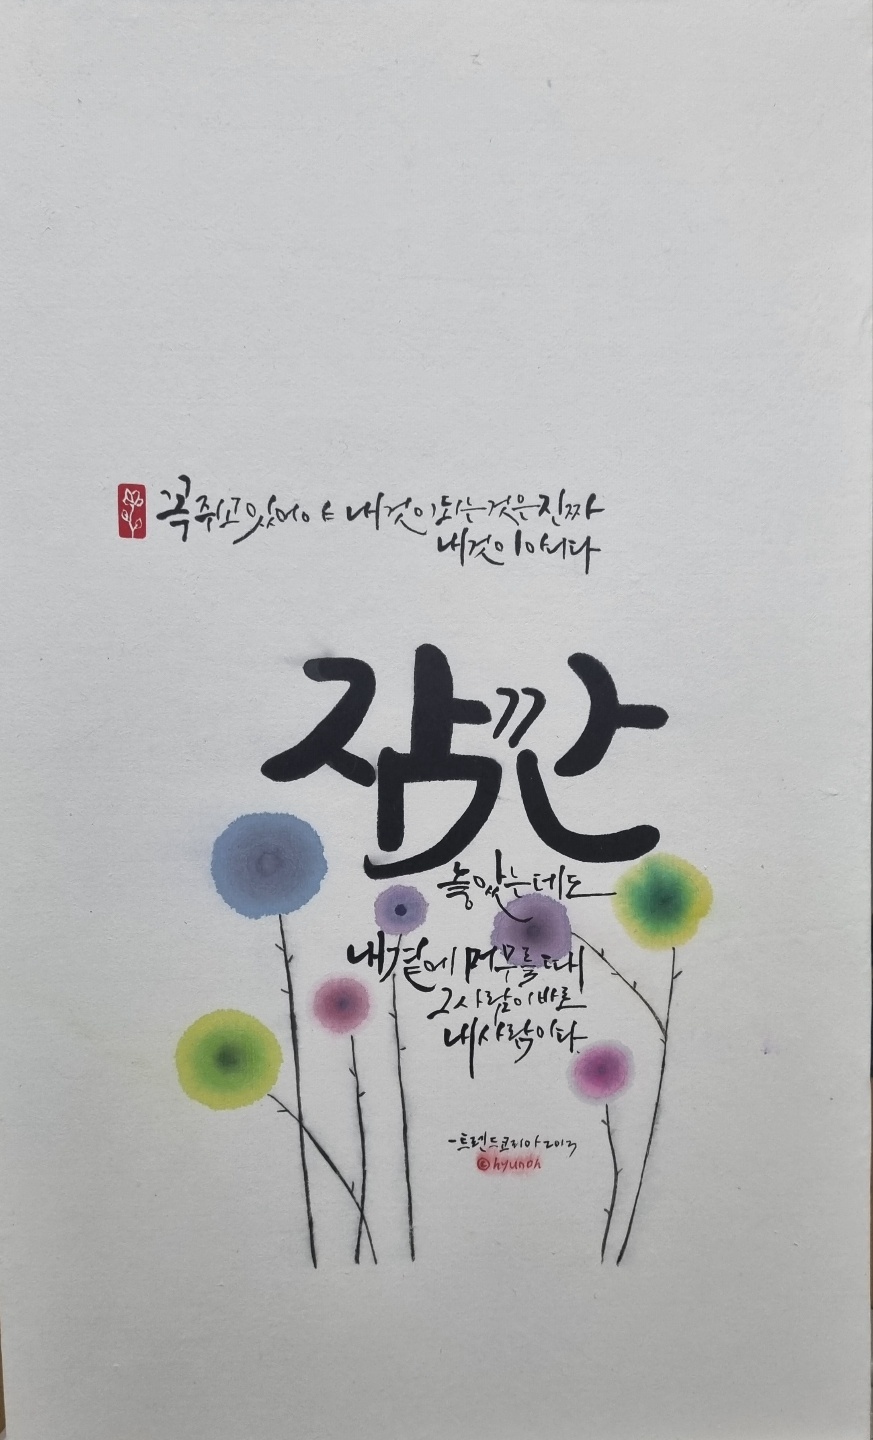 꼭 쥐고 있어야 내것이 되는 것은 진짜
내것이 아니다
잠깐
놓았는데도
내 곁에 머무를 때
그 사람이 바로
내 사람이다.
-트렌드코리아 2013
©hyunoh